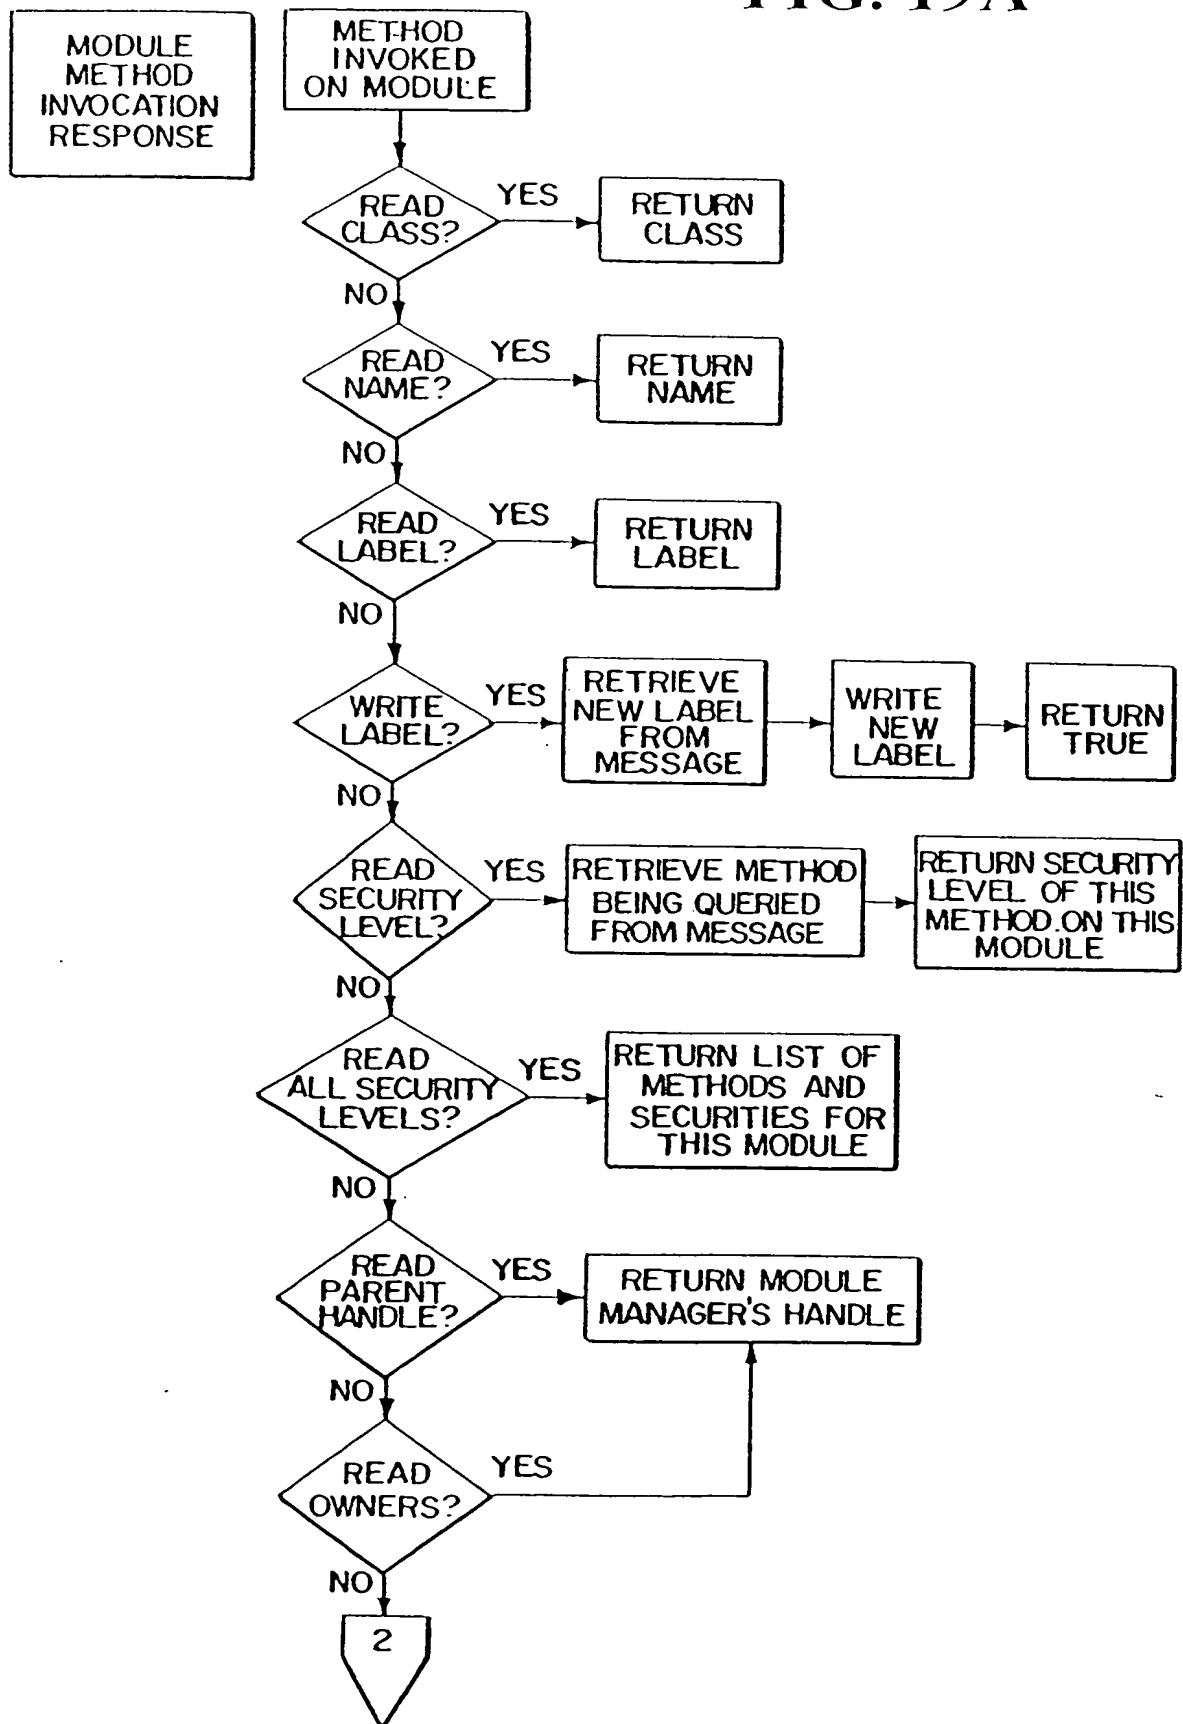 FIG. 19A
MODULE
METHOD
INVOCATION
RESPONSE
METHOD
INVOKED
ON MODULE
READ
CLASS?
YES
RETURN
CLASS
NO
READ
NAME?
YES
RETURN
NAME
NO
READ
LABEL?
YES
RETURN
LABEL
NO
WRITE
LABEL?
YES
RETRIEVE
NEW LABEL
FROM
MESSAGE
WRITE
NEW
LABEL
RETURN
TRUE
NO
READ
SECURITY
LEVEL?
YES
RETRIEVE METHOD
BEING QUERIED
FROM MESSAGE
RETURN SECURITY
LEVEL OF THIS
METHOD ON THIS
MODULE
NO
READ
ALL SECURITY
LEVELS?
YES
RETURN LIST OF
METHODS AND
SECURITIES FOR
THIS MODULE
NO
READ
PARENT
HANDLE?
YES
RETURN MODULE
MANAGER'S HANDLE
NO
READ
OWNERS?
YES
NO
2